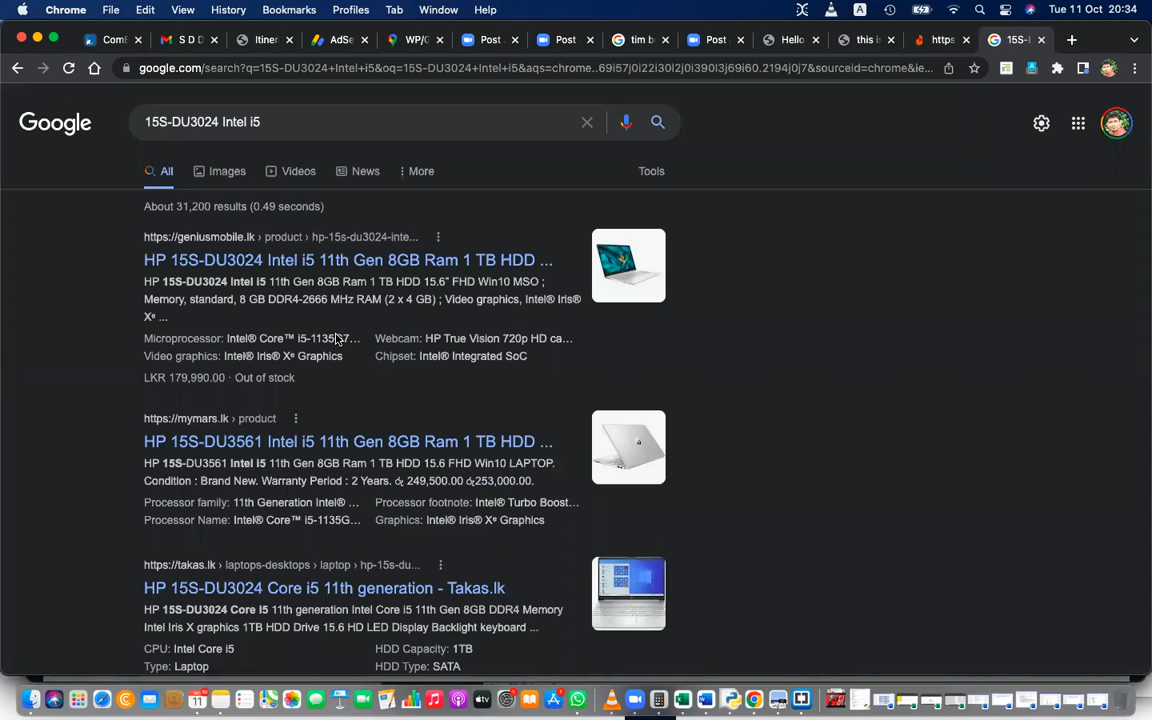 Chrome File Edit View History Bookmarks Profiles Tab Window Help A Tue 11 Oct 20:34
ComB S D D Itiner AdSe WP/G Post Post tim b Post Hello this is https 15S-I
google.com/search?q=15S-DU3024+Intel+i5&oq=15S-DU3024+Intel+i5&aqs=chrome..69i57j0i22i30l2j0i390l3j69i60.2194j0j7&sourceid=chrome&ie...
Google 15S-DU3024 Intel i5
All Images Videos News More Tools
About 31,200 results (0.49 seconds)
https://geniusmobile.lk › product › hp-15s-du3024-inte...
HP 15S-DU3024 Intel i5 11th Gen 8GB Ram 1 TB HDD ...
HP 15S-DU3024 Intel i5 11th Gen 8GB Ram 1 TB HDD 15.6" FHD Win10 MSO ;
Memory, standard, 8 GB DDR4-2666 MHz RAM (2 x 4 GB) ; Video graphics, Intel® Iris®
Xᵉ ...
Microprocessor: Intel® Core™ i5-1135G7... Webcam: HP True Vision 720p HD ca...
Video graphics: Intel® Iris® Xᵉ Graphics Chipset: Intel® Integrated SoC
LKR 179,990.00 · Out of stock
https://mymars.lk › product
HP 15S-DU3561 Intel i5 11th Gen 8GB Ram 1 TB HDD ...
HP 15S-DU3561 Intel i5 11th Gen 8GB Ram 1 TB HDD 15.6 FHD Win10 LAPTOP.
Condition : Brand New. Warranty Period : 2 Years. රු 249,500.00 රු253,000.00.
Processor family: 11th Generation Intel® ... Processor footnote: Intel® Turbo Boost...
Processor Name: Intel® Core™ i5-1135G... Graphics: Intel® Iris® Xᵉ Graphics
https://takas.lk › laptops-desktops › laptop › hp-15s-du...
HP 15S-DU3024 Core i5 11th generation - Takas.lk
HP 15S-DU3024 Core i5 11th generation Intel Core i5 11th Gen 8GB DDR4 Memory
Intel Iris X graphics 1TB HDD Drive 15.6 HD LED Display Backlight keyboard ...
CPU: Intel Core i5 HDD Capacity: 1TB
Type: Laptop HDD Type: SATA